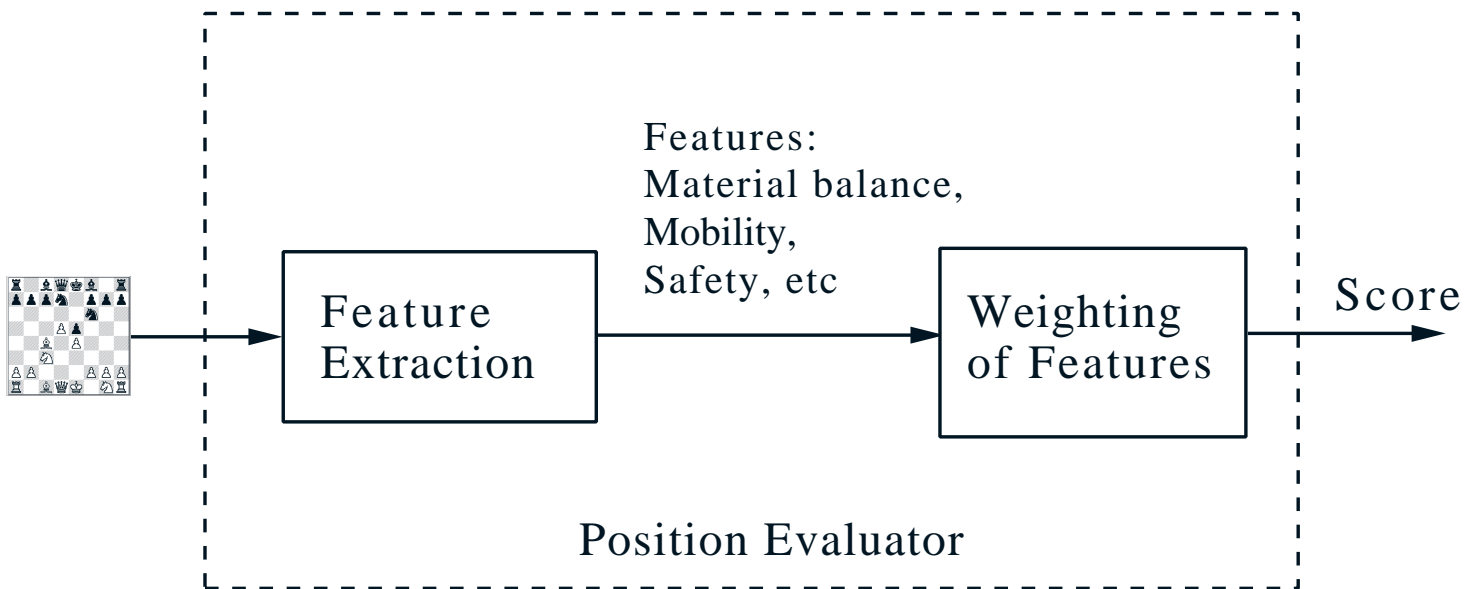 Features:
Material balance,
Mobility,
Safety, etc
Feature
Extraction
Weighting
of Features
Score
Position Evaluator